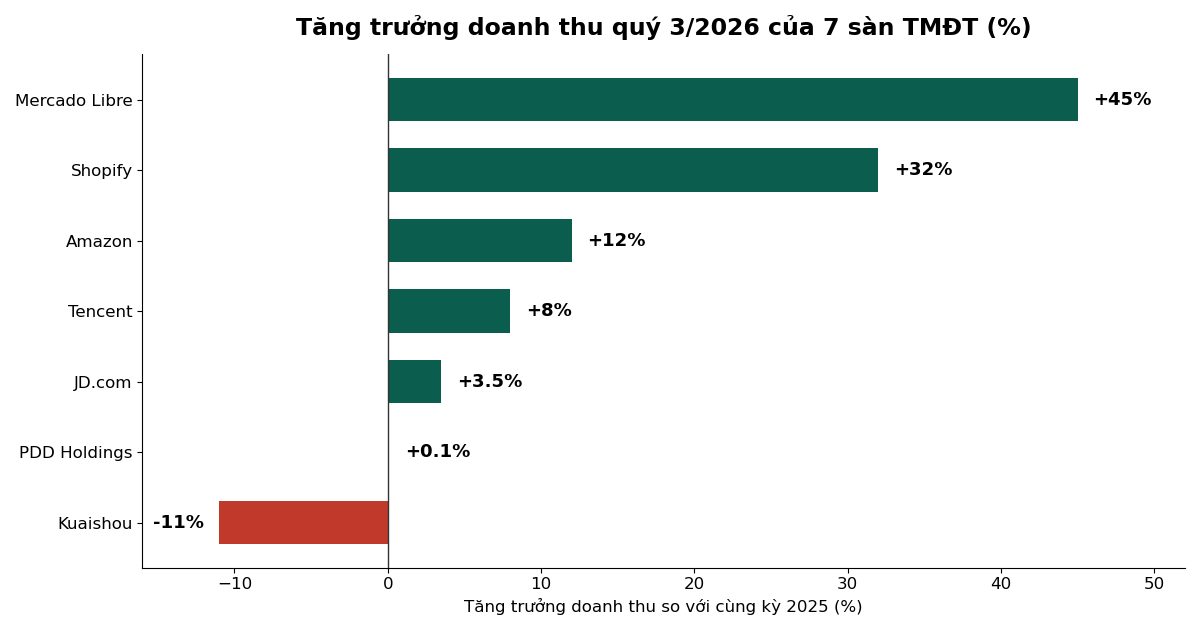 Tăng trưởng doanh thu quý 3/2026 của 7 sàn TMĐT (%)
Mercado Libre +45%
Shopify +32%
Amazon +12%
Tencent +8%
JD.com +3.5%
PDD Holdings +0.1%
Kuaishou -11%
−10 0 10 20 30 40 50
Tăng trưởng doanh thu so với cùng kỳ 2025 (%)